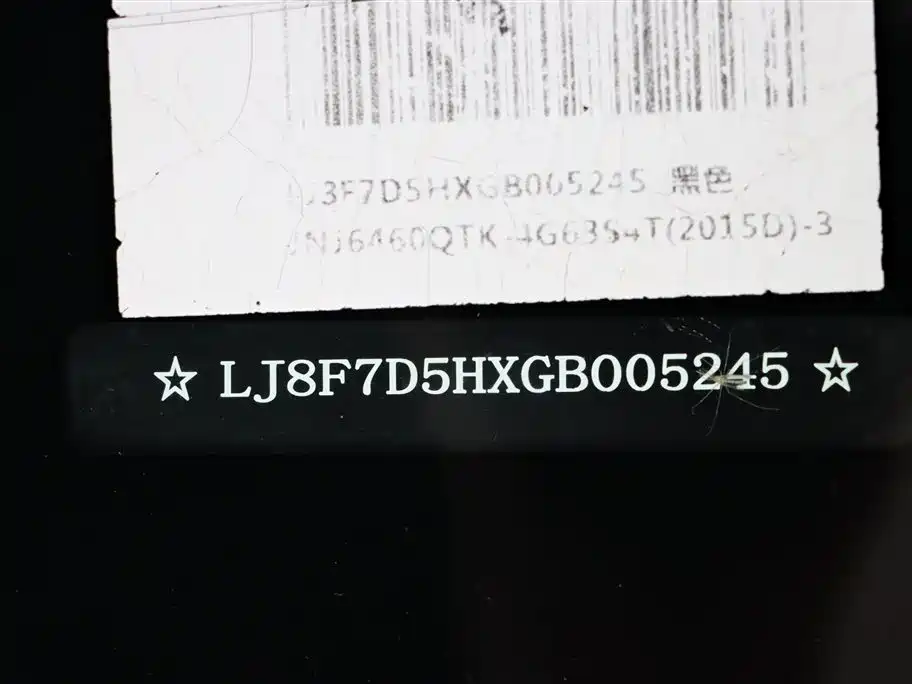 J3F7D5HXGB005245 黑色
NJ6460QTK-4G63S4T(2015D)-3
☆ LJ8F7D5HXGB005245 ☆